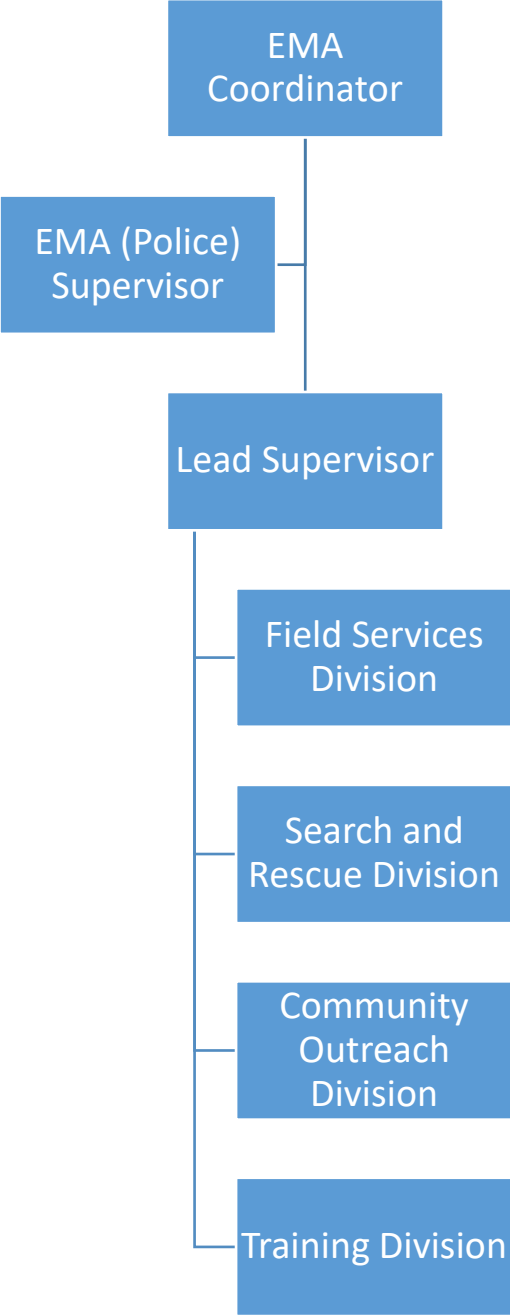 EMA
Coordinator
EMA (Police)
Supervisor
Lead Supervisor
Field Services
Division
Search and
Rescue Division
Community
Outreach
Division
Training Division